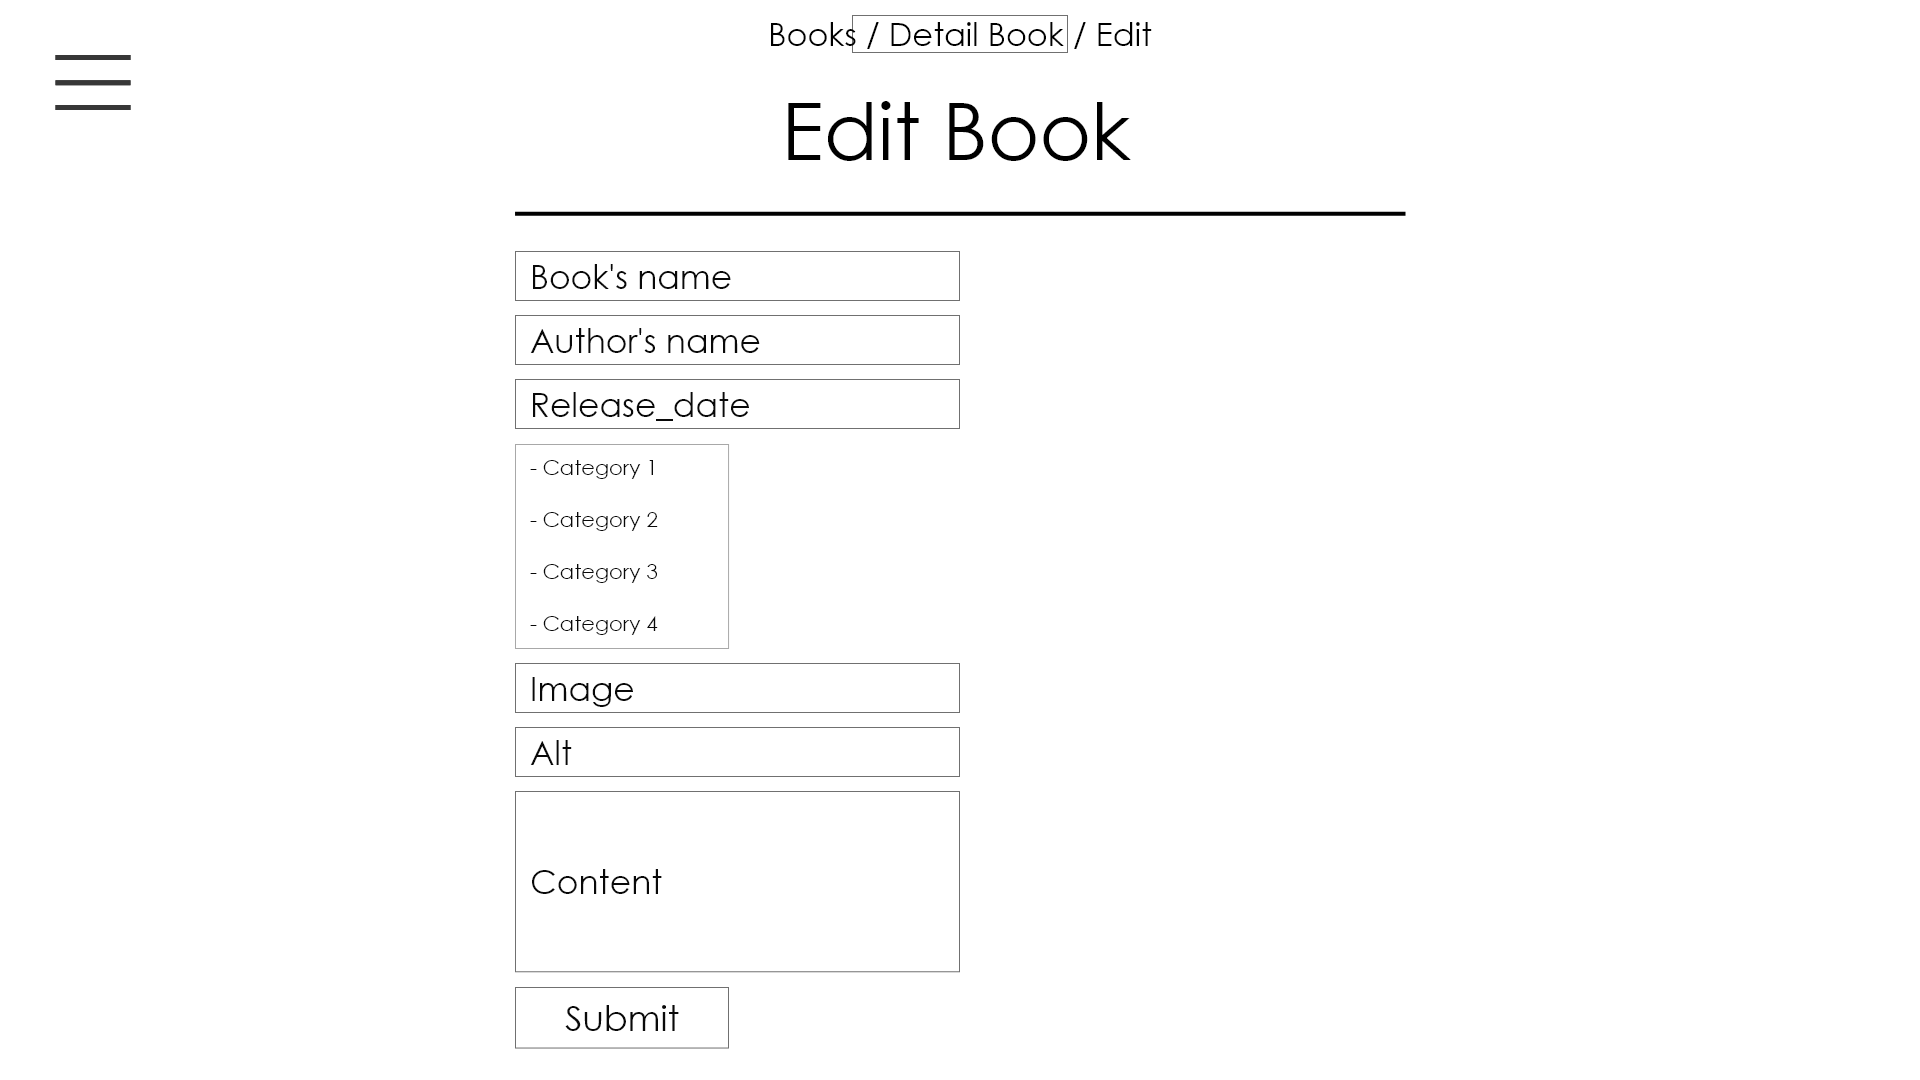 Books / Detail Book / Edit
Edit Book
Book's name
Author's name
Release_date
- Category 1
- Category 2
- Category 3
- Category 4
Image
Alt
Content
Submit